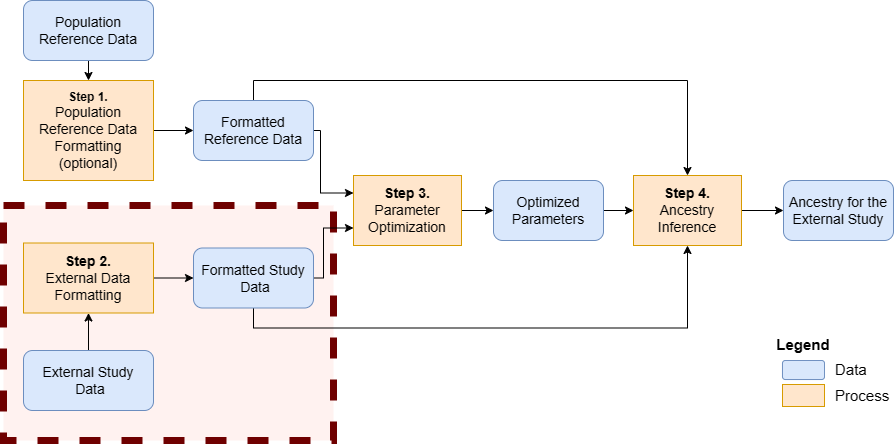 Population
Reference Data
Step 1.
Population
Reference Data
Formatting
(optional)
Formatted
Reference Data
Step 3.
Parameter
Optimization
Optimized
Parameters
Step 4.
Ancestry
Inference
Ancestry for the
External Study
Step 2.
External Data
Formatting
Formatted Study
Data
External Study
Data
Legend
Data
Process